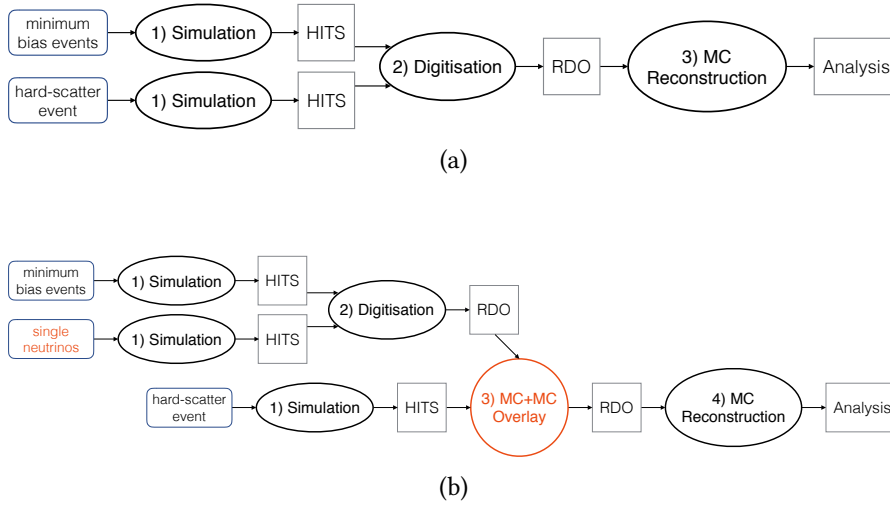 minimum
bias events
1) Simulation
HITS
hard-scatter
event
1) Simulation
HITS
2) Digitisation
RDO
3) MC
Reconstruction
Analysis
(a)
minimum
bias events
1) Simulation
HITS
single
neutrinos
1) Simulation
HITS
2) Digitisation
RDO
hard-scatter
event
1) Simulation
HITS
3) MC+MC
Overlay
RDO
4) MC
Reconstruction
Analysis
(b)